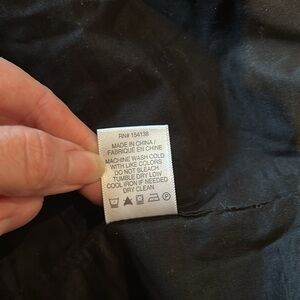 RN# 154138
MADE IN CHINA /
FABRIQUÉ EN CHINE
MACHINE WASH COLD
WITH LIKE COLORS
DO NOT BLEACH
TUMBLE DRY LOW
COOL IRON IF NEEDED
DRY CLEAN